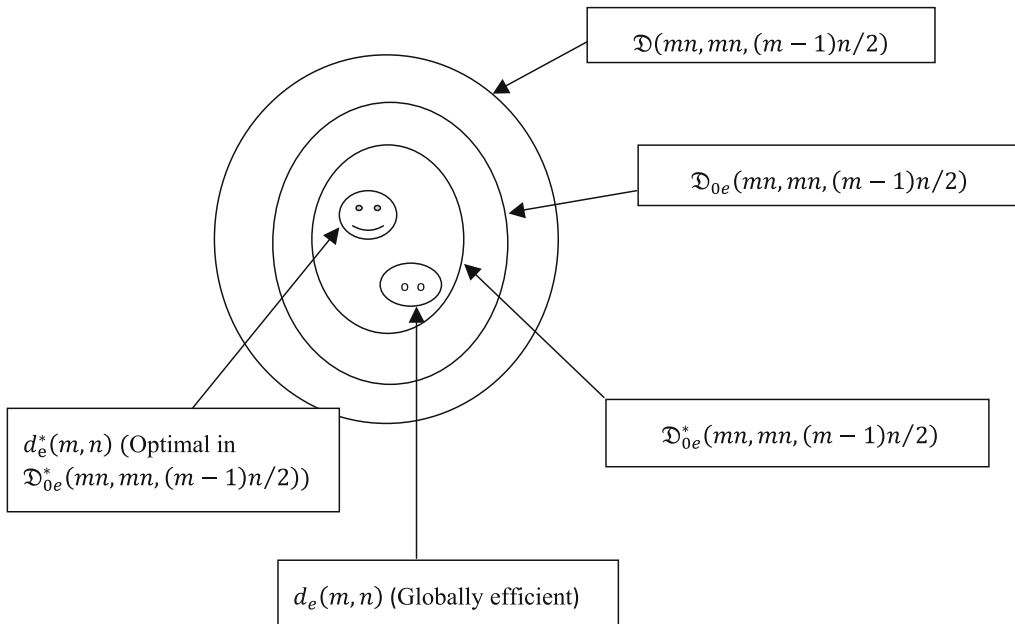 𝔇(mn, mn, (m − 1)n/2)
𝔇₀ₑ(mn, mn, (m − 1)n/2)
𝔇*₀ₑ(mn, mn, (m − 1)n/2)
d*ₑ(m, n) (Optimal in
𝔇*₀ₑ(mn, mn, (m − 1)n/2))
dₑ(m, n) (Globally efficient)